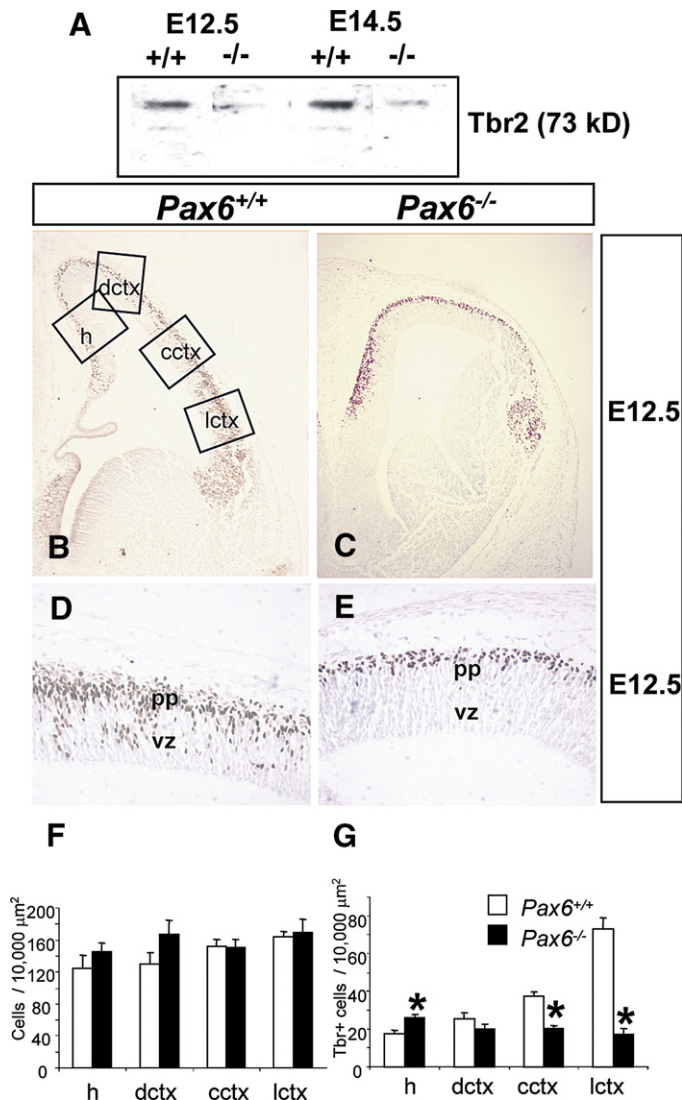 A
E12.5 E14.5
+/+ -/- +/+ -/-
Tbr2 (73 kD)
Pax6+/+ Pax6-/-
dctx
h
cctx
lctx
B
C
E12.5
D
pp
vz
E
pp
vz
E12.5
F
Cells / 10,000 µm²
200
160
120
80
40
0
h dctx cctx lctx
G
Tbr+ cells / 10,000 µm²
80
60
40
20
0
Pax6+/+
Pax6-/-
* * *
h dctx cctx lctx